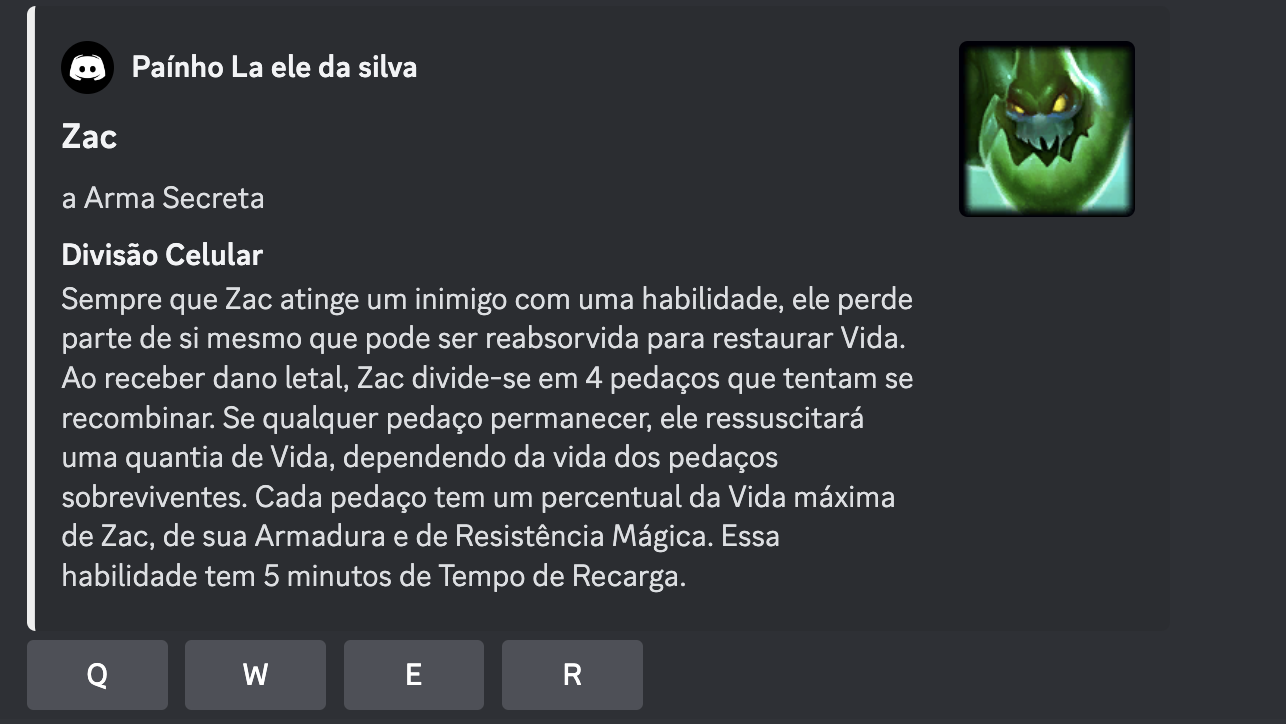 Paínho La ele da silva
Zac
a Arma Secreta
Divisão Celular
Sempre que Zac atinge um inimigo com uma habilidade, ele perde
parte de si mesmo que pode ser reabsorvida para restaurar Vida.
Ao receber dano letal, Zac divide-se em 4 pedaços que tentam se
recombinar. Se qualquer pedaço permanecer, ele ressuscitará
uma quantia de Vida, dependendo da vida dos pedaços
sobreviventes. Cada pedaço tem um percentual da Vida máxima
de Zac, de sua Armadura e de Resistência Mágica. Essa
habilidade tem 5 minutos de Tempo de Recarga.
Q W E R